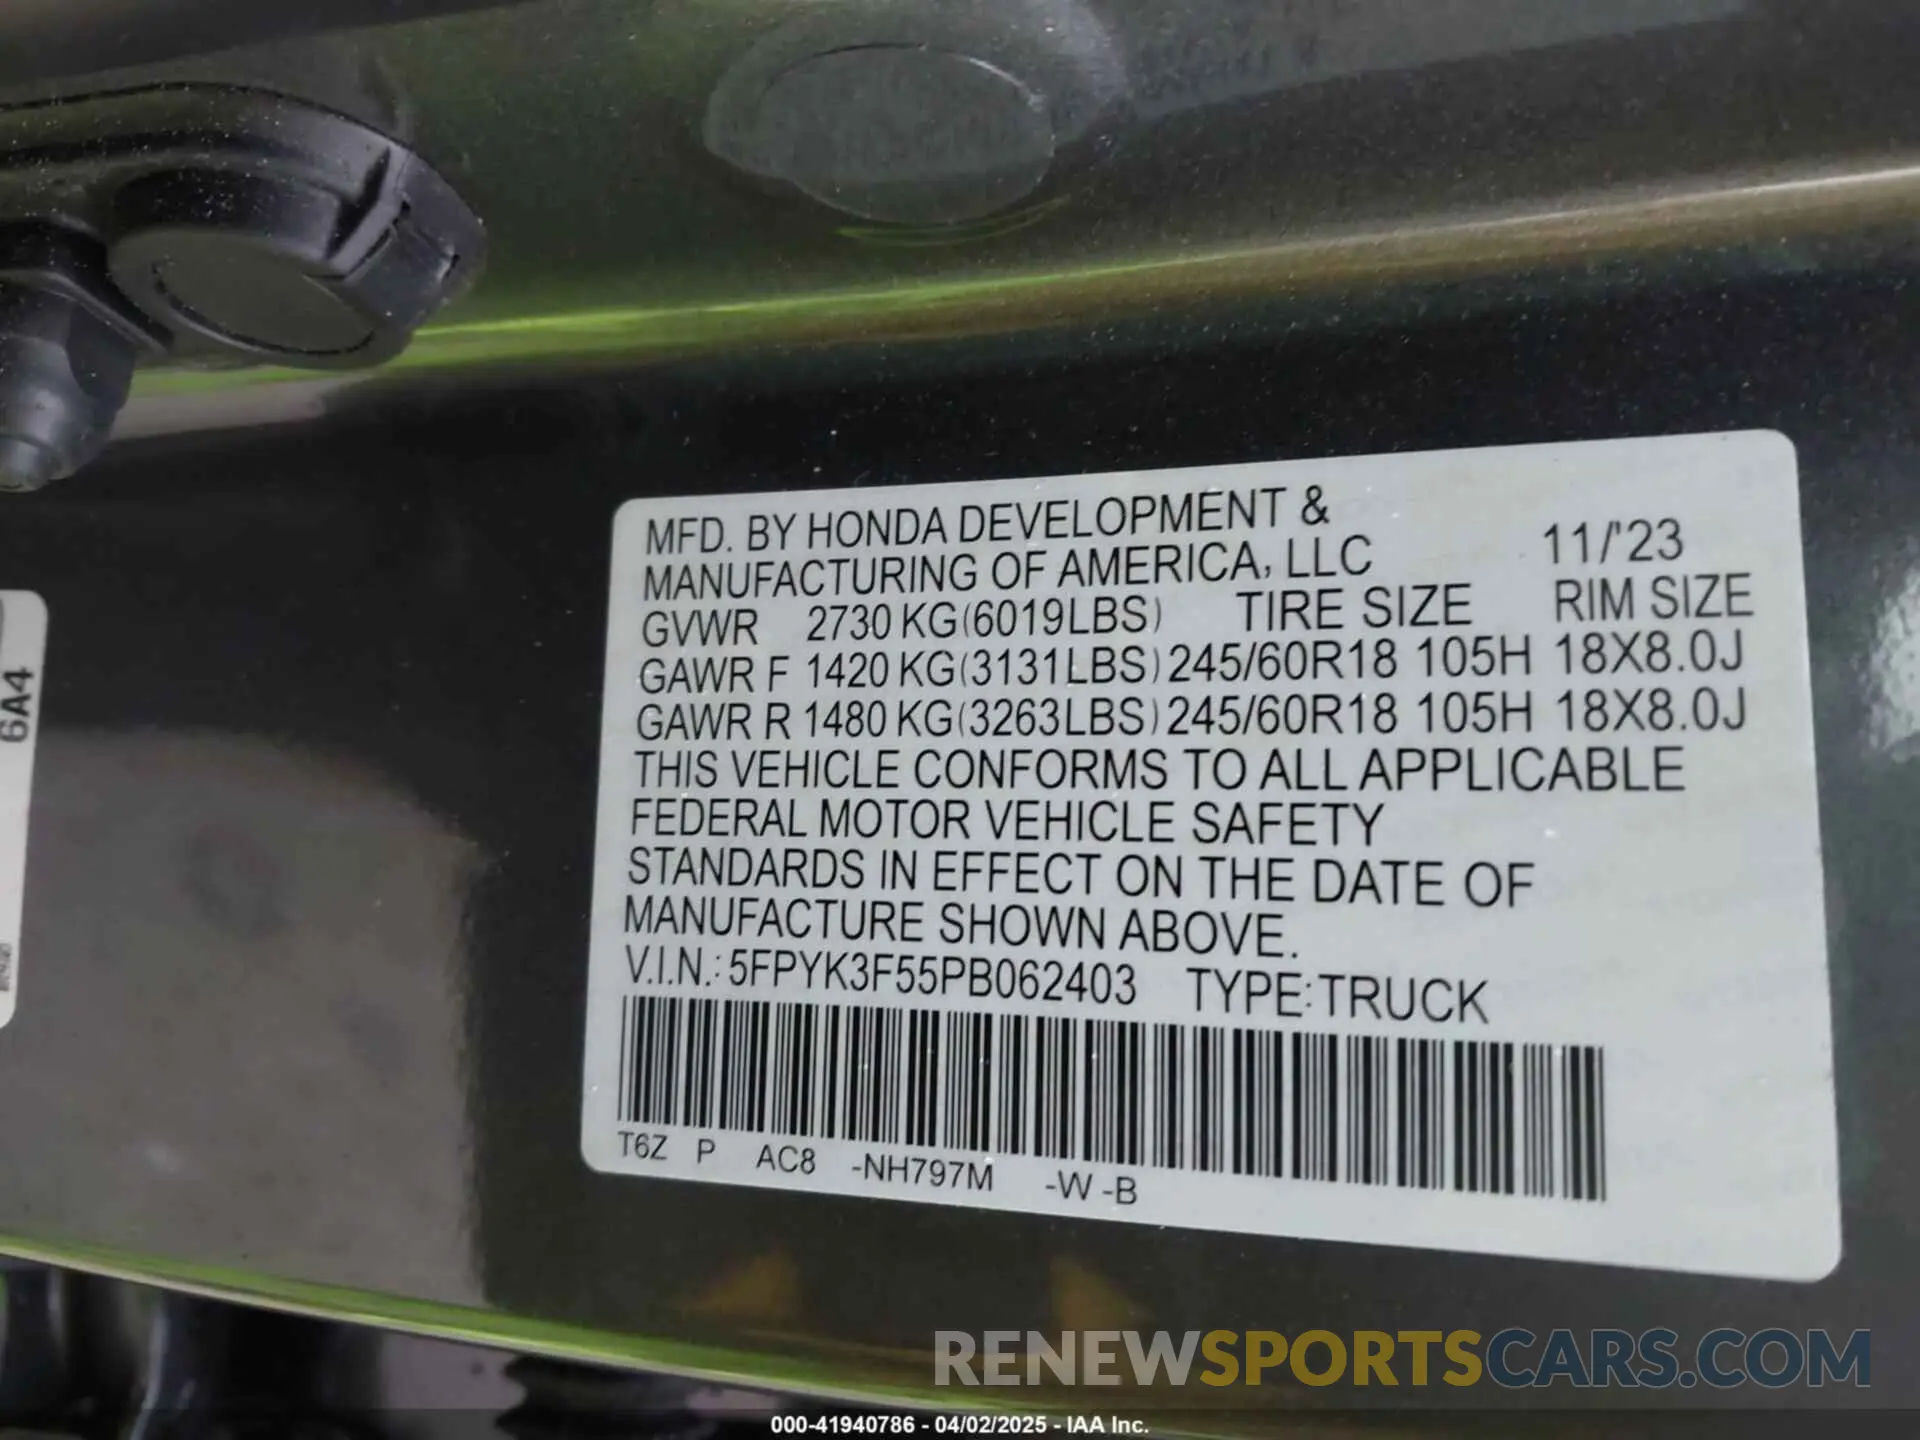 MFD. BY HONDA DEVELOPMENT &
MANUFACTURING OF AMERICA, LLC 11/'23
GVWR 2730 KG(6019LBS) TIRE SIZE RIM SIZE
GAWR F 1420 KG(3131LBS) 245/60R18 105H 18X8.0J
GAWR R 1480 KG(3263LBS) 245/60R18 105H 18X8.0J
THIS VEHICLE CONFORMS TO ALL APPLICABLE
FEDERAL MOTOR VEHICLE SAFETY
STANDARDS IN EFFECT ON THE DATE OF
MANUFACTURE SHOWN ABOVE.
V.I.N.: 5FPYK3F55PB062403 TYPE: TRUCK
T6Z P AC8 -NH797M -W -B
6A4
RENEWSPORTSCARS.COM
000-41940786 - 04/02/2025 - IAA Inc.